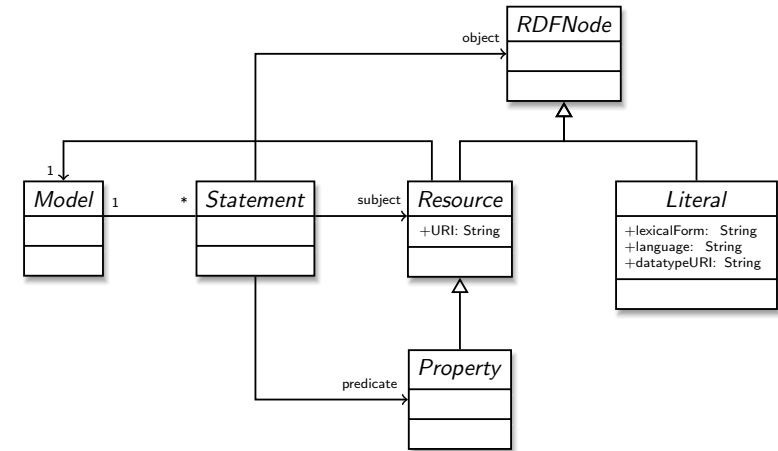 RDFNode
object
1
Model
1
*
Statement
subject
Resource
+URI: String
Literal
+lexicalForm: String
+language: String
+datatypeURI: String
predicate
Property